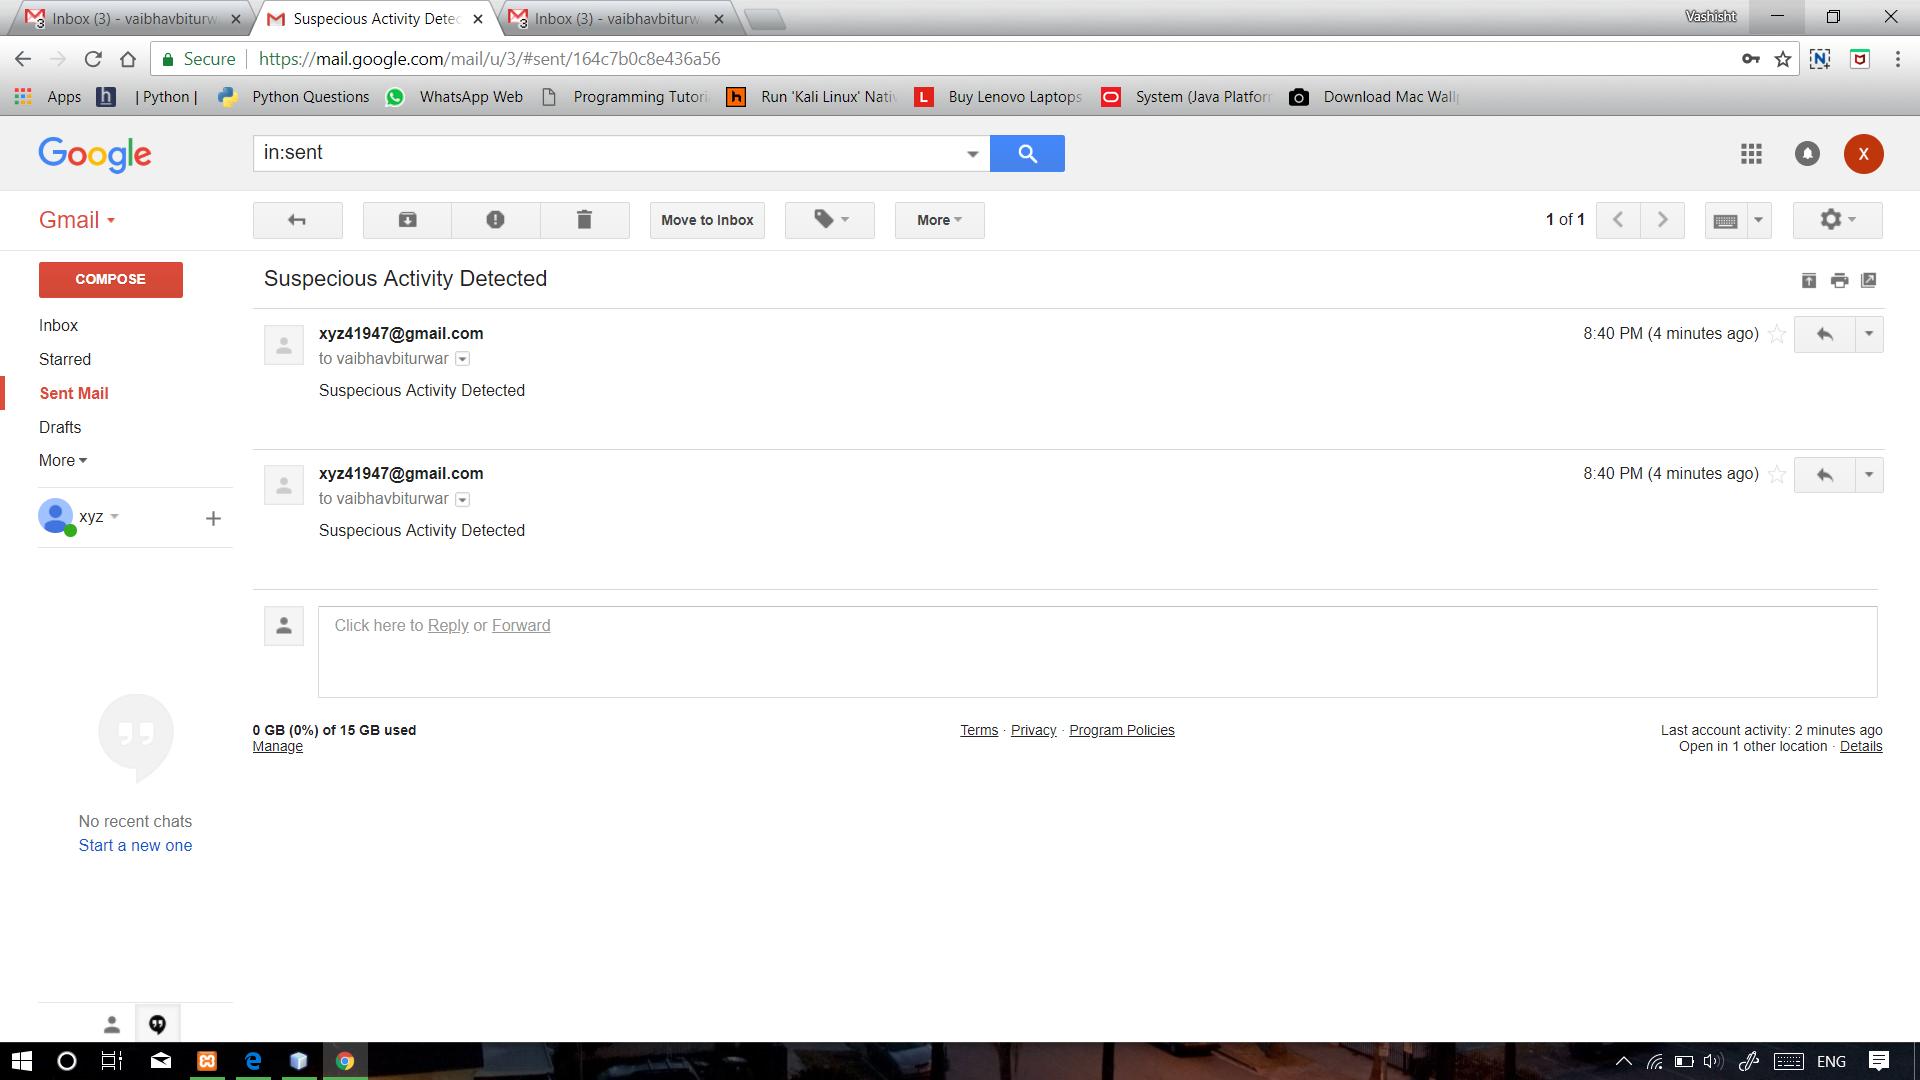 Inbox (3) - vaibhavbiturw
Suspecious Activity Detec
Inbox (3) - vaibhavbiturw
Vashisht
Secure
https://mail.google.com/mail/u/3/#sent/164c7b0c8e436a56
Apps
| Python |
Python Questions
WhatsApp Web
Programming Tutori
Run 'Kali Linux' Nati
Buy Lenovo Laptops
System (Java Platfor
Download Mac Wall
Google
in:sent
X
Gmail
Move to Inbox
More
1 of 1
COMPOSE
Suspecious Activity Detected
Inbox
Starred
Sent Mail
Drafts
More
xyz
xyz41947@gmail.com
8:40 PM (4 minutes ago)
to vaibhavbiturwar
Suspecious Activity Detected
xyz41947@gmail.com
8:40 PM (4 minutes ago)
to vaibhavbiturwar
Suspecious Activity Detected
Click here to Reply or Forward
0 GB (0%) of 15 GB used
Manage
Terms · Privacy · Program Policies
Last account activity: 2 minutes ago
Open in 1 other location · Details
No recent chats
Start a new one
ENG